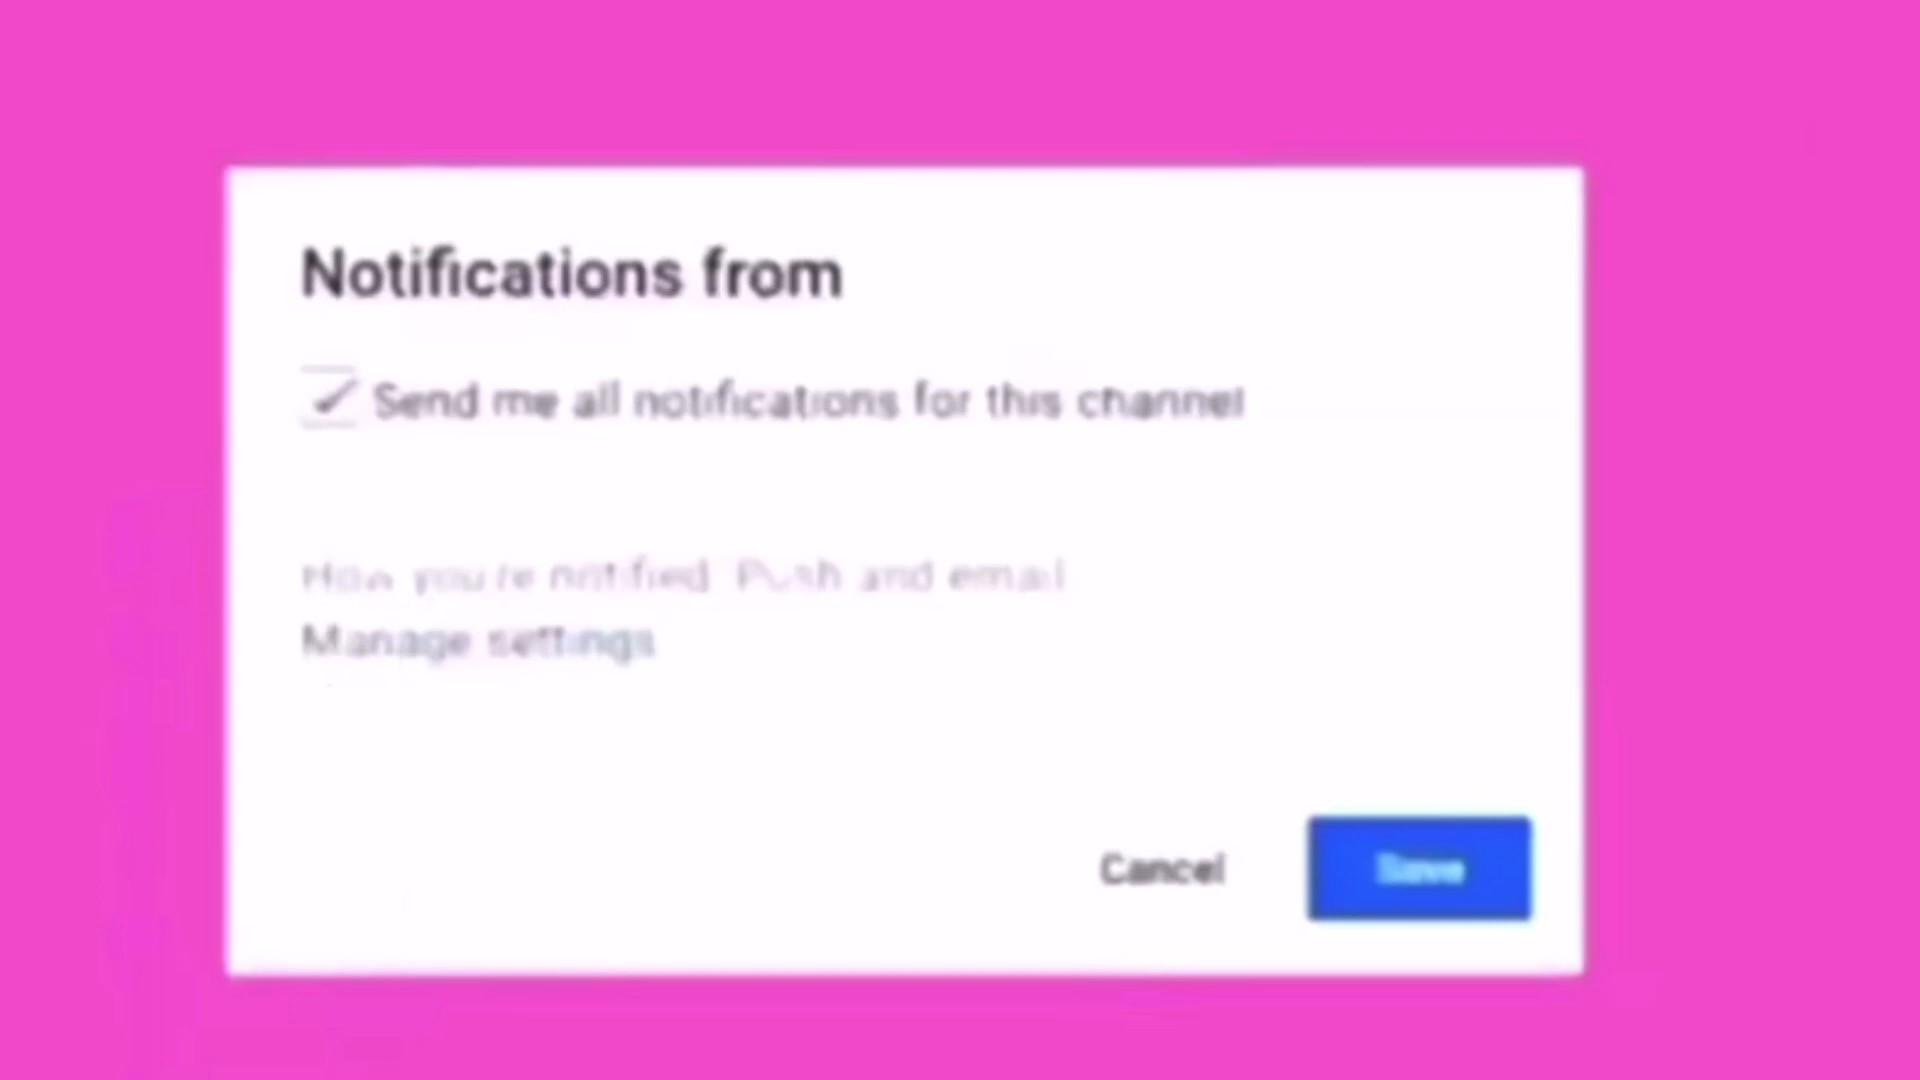 Notifications from
Send me all notifications for this channel
How you're notified: Push and email
Manage settings
Cancel
Save